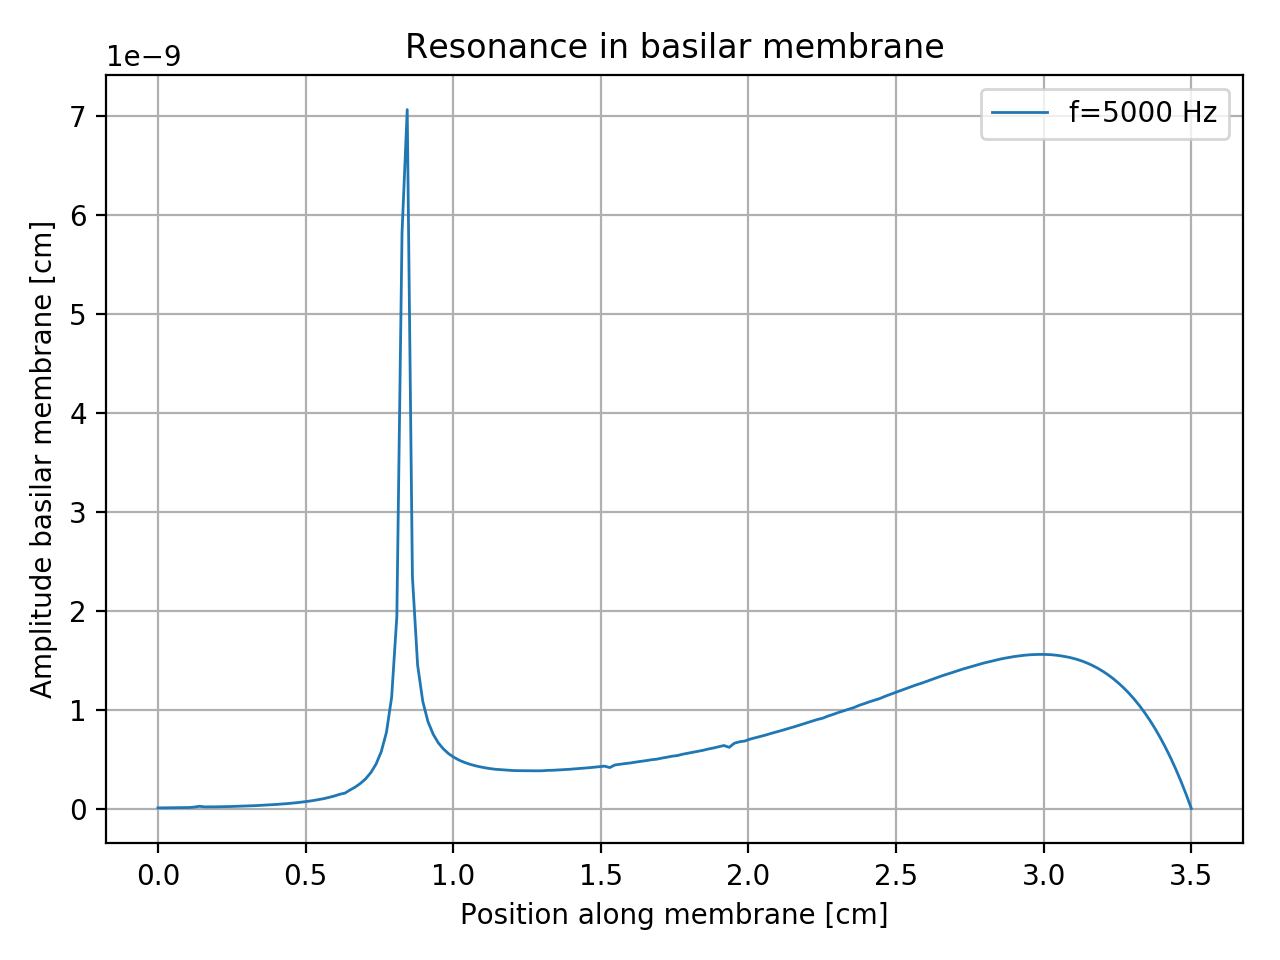 Resonance in basilar membrane
1e−9
f=5000 Hz
7
6
5
4
3
2
1
0
Amplitude basilar membrane [cm]
0.0 0.5 1.0 1.5 2.0 2.5 3.0 3.5
Position along membrane [cm]